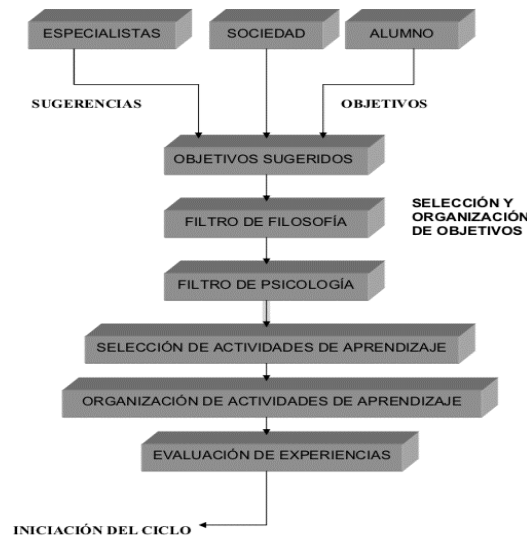 ESPECIALISTAS
SOCIEDAD
ALUMNO
SUGERENCIAS
OBJETIVOS
OBJETIVOS SUGERIDOS
FILTRO DE FILOSOFÍA
SELECCIÓN Y
ORGANIZACIÓN
DE OBJETIVOS
FILTRO DE PSICOLOGÍA
SELECCIÓN DE ACTIVIDADES DE APRENDIZAJE
ORGANIZACIÓN DE ACTIVIDADES DE APRENDIZAJE
EVALUACIÓN DE EXPERIENCIAS
INICIACIÓN DEL CICLO